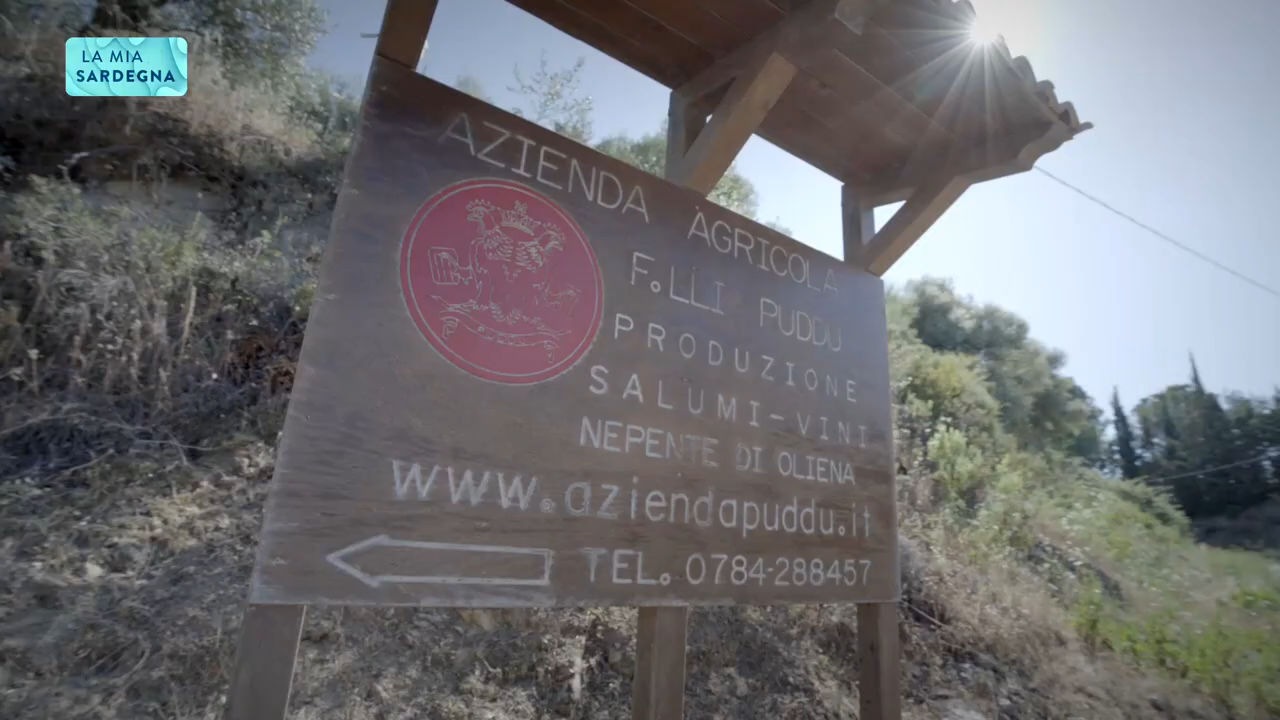 LA MIA
SARDEGNA
AZIENDA AGRICOLA
F.LLI PUDDU
PRODUZIONE
SALUMI-VINI
NEPENTE DI OLIENA
www.aziendapuddu.it
TEL. 0784-288457